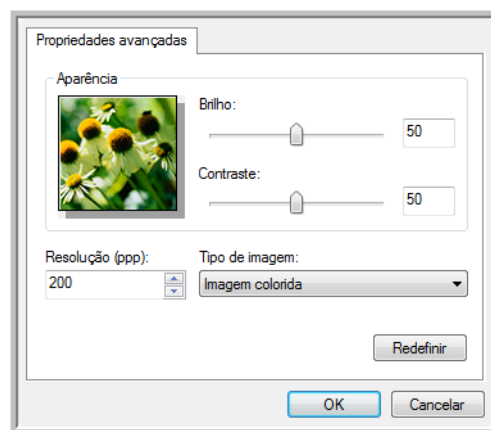 Propriedades avançadas
Aparência
Brilho:
50
Contraste:
50
Resolução (ppp):
200
Tipo de imagem:
Imagem colorida
Redefinir
OK
Cancelar